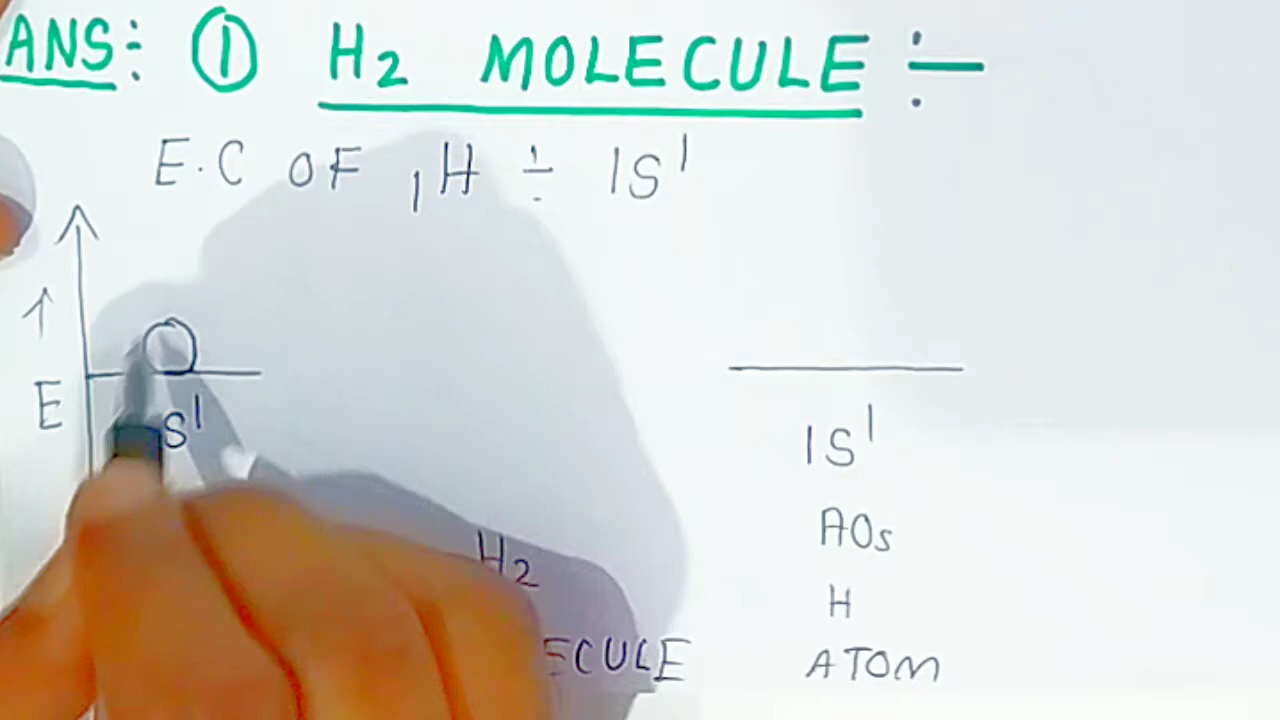 ANS: ① H2 MOLECULE :-
E.C OF 1H ÷ 1S¹
↑
E
S¹
1S¹
AOs
H2
H
ECULE
ATOM